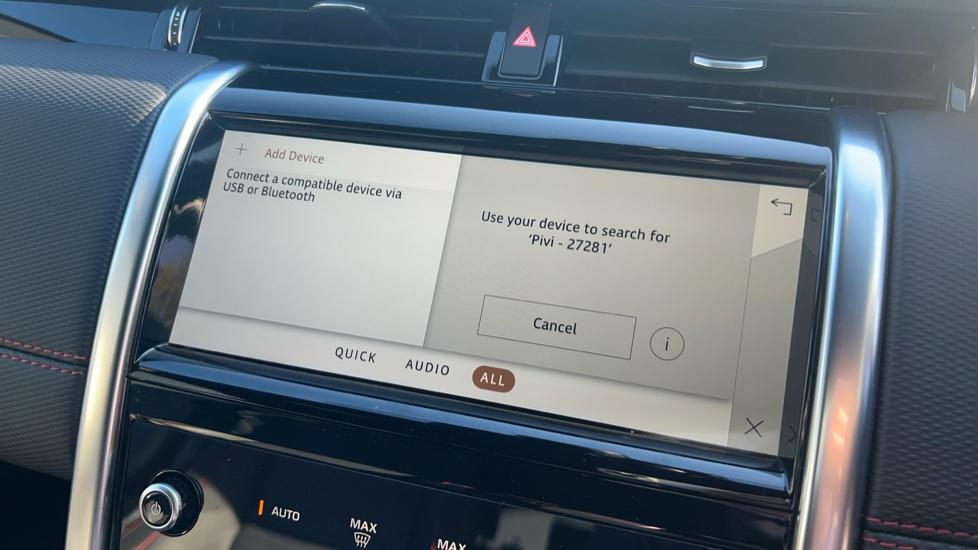 Add Device
Connect a compatible device via
USB or Bluetooth
Use your device to search for
‘Pivi - 27281’
Cancel
i
QUICK
AUDIO
ALL
AUTO
MAX
MAX